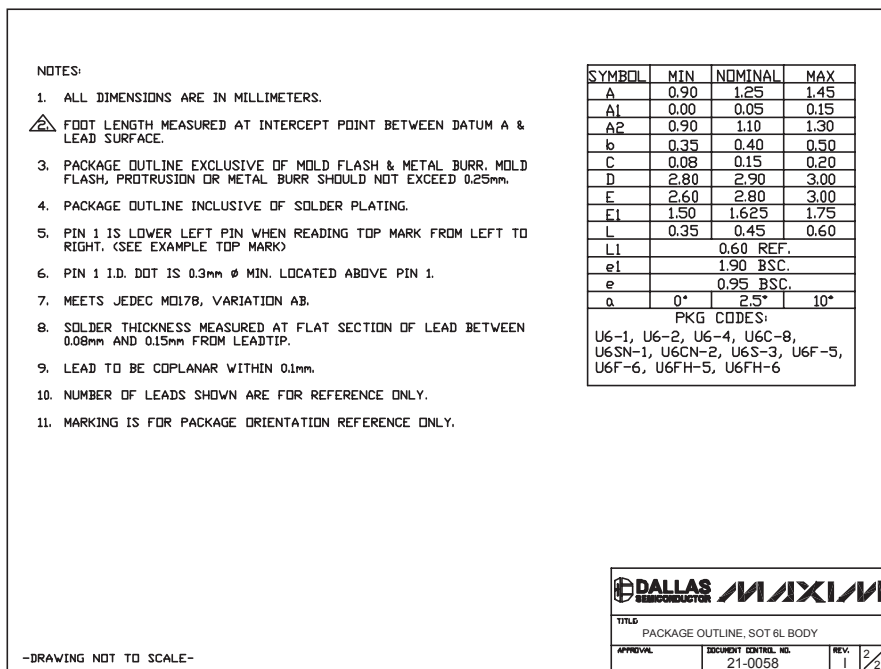 NOTES:
1. ALL DIMENSIONS ARE IN MILLIMETERS.
2. FOOT LENGTH MEASURED AT INTERCEPT POINT BETWEEN DATUM A &
LEAD SURFACE.
3. PACKAGE OUTLINE EXCLUSIVE OF MOLD FLASH & METAL BURR. MOLD
FLASH, PROTRUSION OR METAL BURR SHOULD NOT EXCEED 0.25mm.
4. PACKAGE OUTLINE INCLUSIVE OF SOLDER PLATING.
5. PIN 1 IS LOWER LEFT PIN WHEN READING TOP MARK FROM LEFT TO
RIGHT. (SEE EXAMPLE TOP MARK)
6. PIN 1 I.D. DOT IS 0.3mm ø MIN. LOCATED ABOVE PIN 1.
7. MEETS JEDEC MO178, VARIATION AB.
8. SOLDER THICKNESS MEASURED AT FLAT SECTION OF LEAD BETWEEN
0.08mm AND 0.15mm FROM LEADTIP.
9. LEAD TO BE COPLANAR WITHIN 0.1mm.
10. NUMBER OF LEADS SHOWN ARE FOR REFERENCE ONLY.
11. MARKING IS FOR PACKAGE ORIENTATION REFERENCE ONLY.
SYMBOL MIN NOMINAL MAX
A 0.90 1.25 1.45
A1 0.00 0.05 0.15
A2 0.90 1.10 1.30
b 0.35 0.40 0.50
C 0.08 0.15 0.20
D 2.80 2.90 3.00
E 2.60 2.80 3.00
E1 1.50 1.625 1.75
L 0.35 0.45 0.60
L1 0.60 REF.
e1 1.90 BSC.
e 0.95 BSC.
α 0° 2.5° 10°
PKG CODES:
U6-1, U6-2, U6-4, U6C-8,
U6SN-1, U6CN-2, U6S-3, U6F-5,
U6F-6, U6FH-5, U6FH-6
-DRAWING NOT TO SCALE-
DALLAS SEMICONDUCTOR MAXIM
TITLE:
PACKAGE OUTLINE, SOT 6L BODY
APPROVAL DOCUMENT CONTROL NO. REV.
21-0058 I 2/2